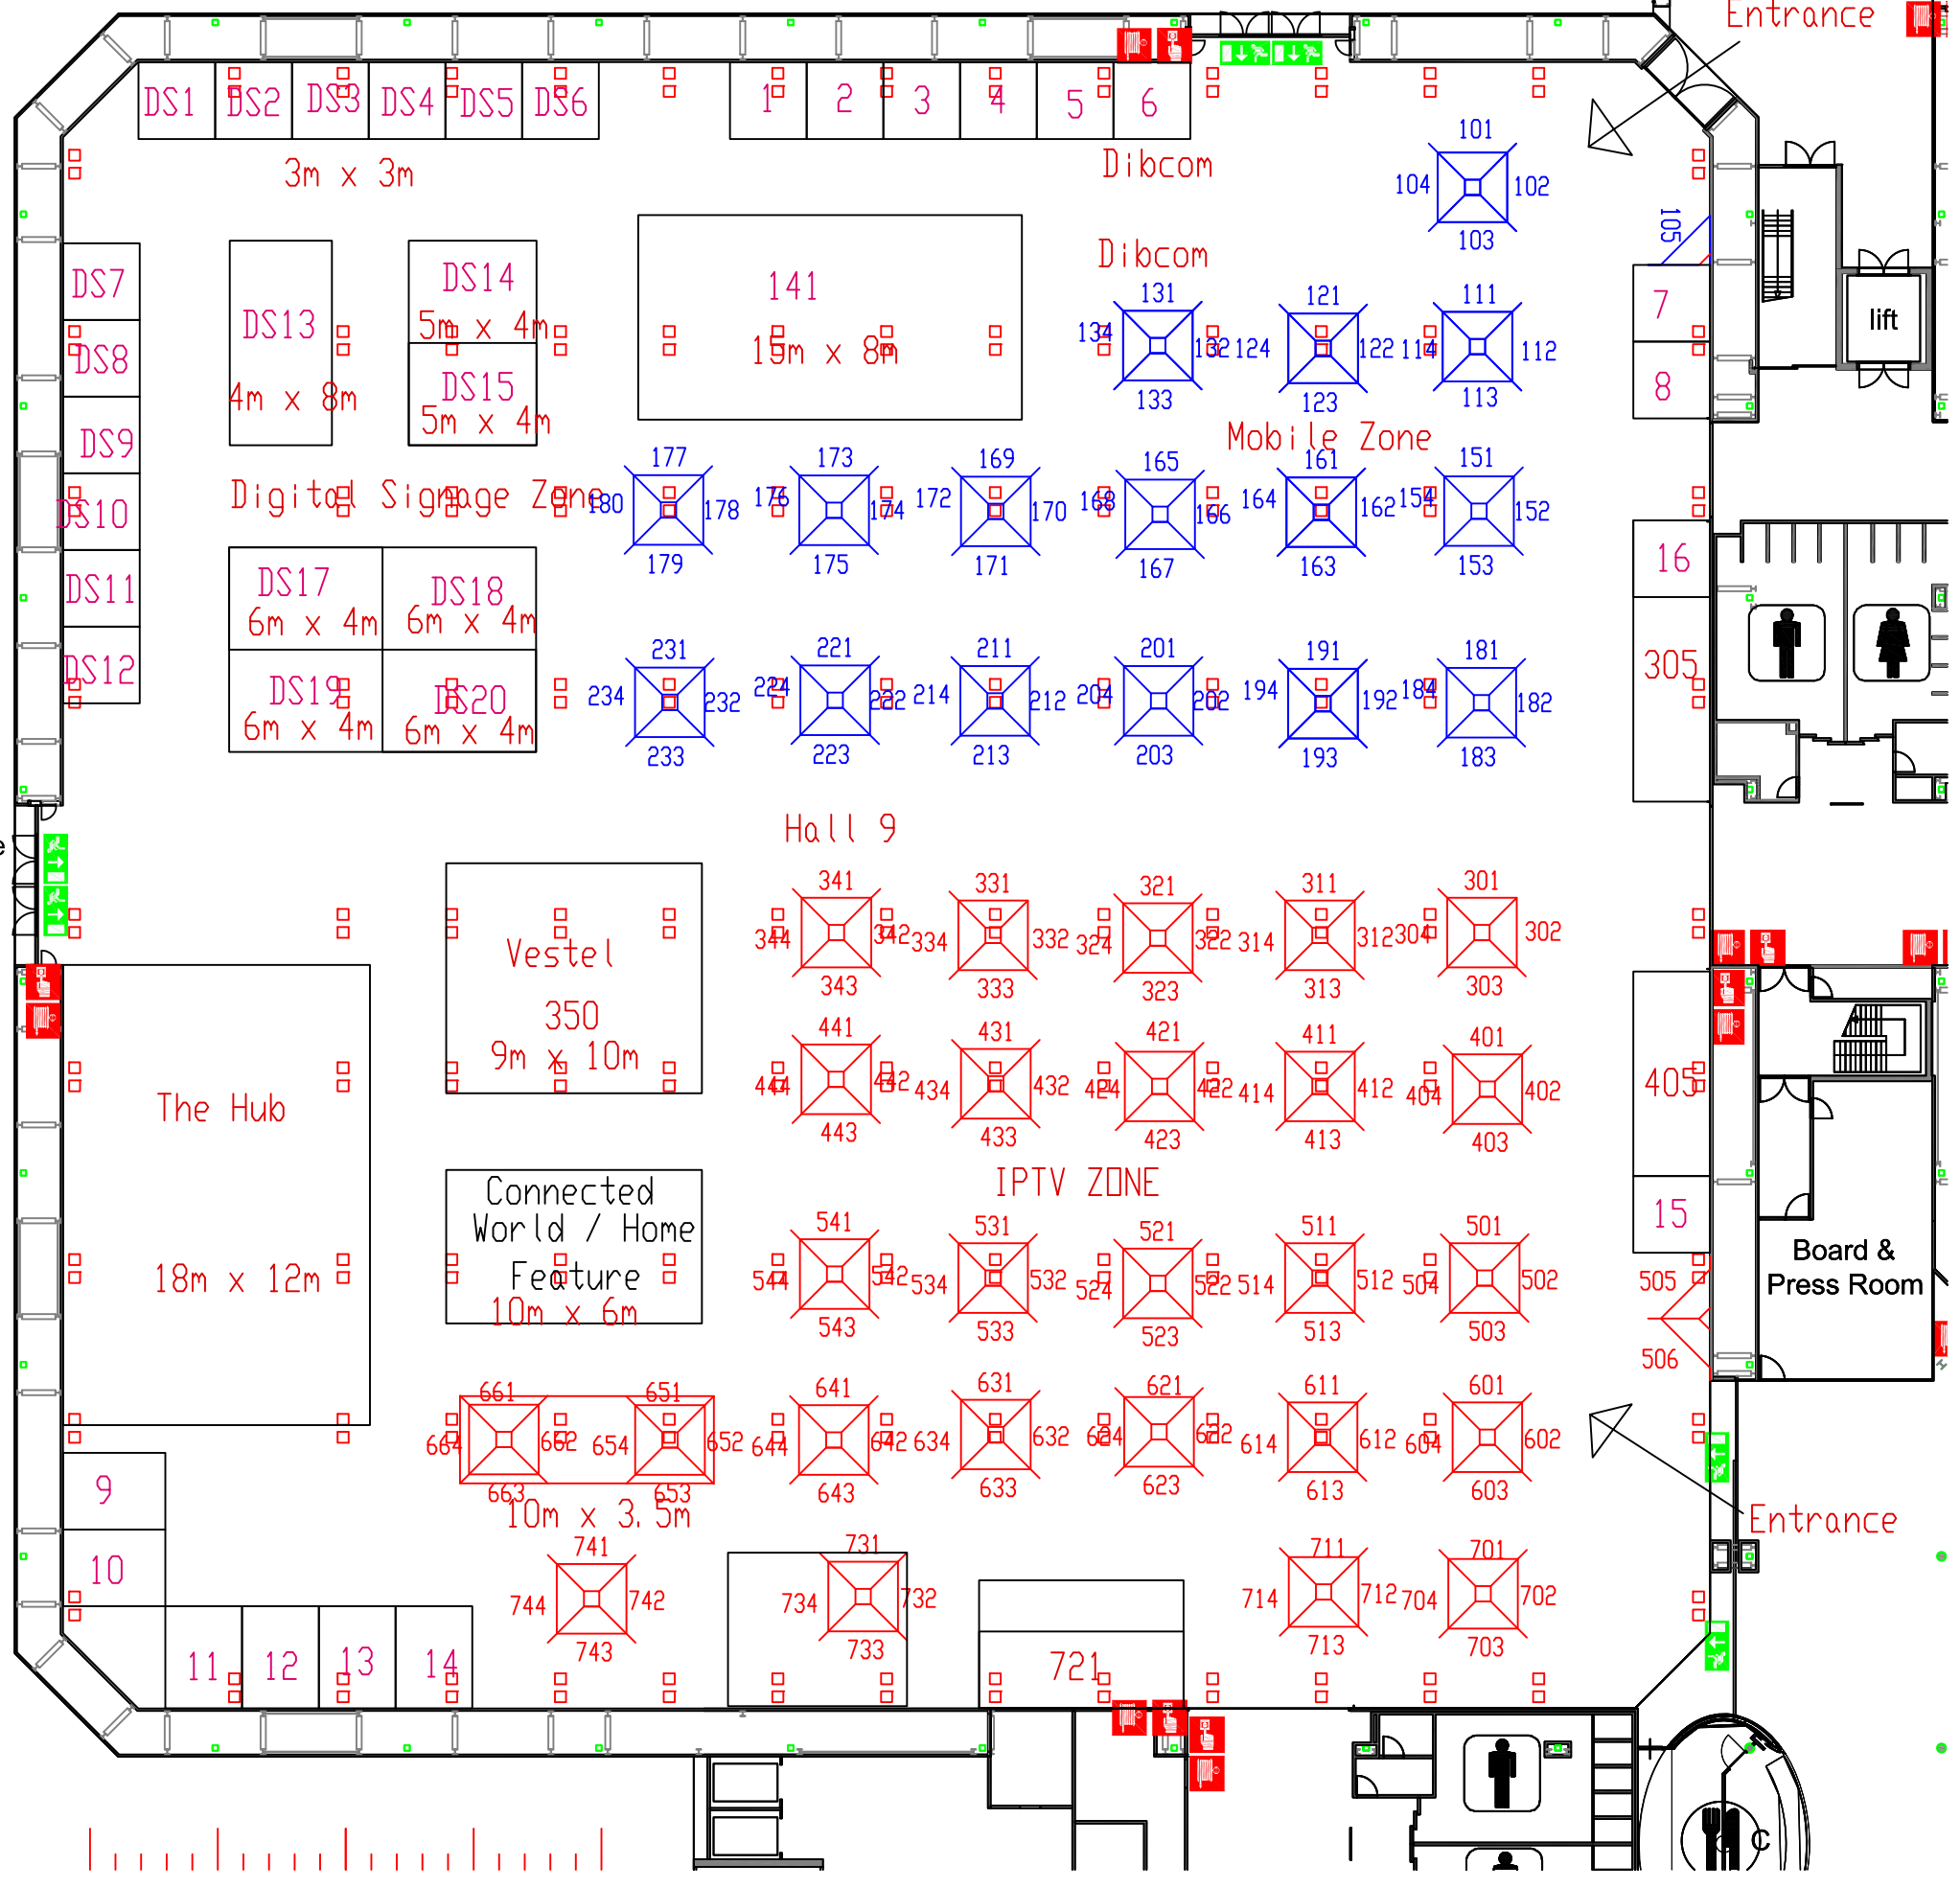 Entrance
DS1 DS2 DS3 DS4 DS5 DS6 1 2 3 4 5 6
3m x 3m
Dibcom
101
104 102
103
105
DS7
DS8
DS9
DS10
DS11
DS12
DS13
4m x 8m
DS14
5m x 4m
DS15
5m x 4m
141
15m x 8m
Dibcom
131 121 111
134 132 124 122 114 112
133 123 113
7
8
lift
Mobile Zone
Digital Signage Zone
177 173 169 165 161 151
180 178 176 174 172 170 168 166 164 162 154 152
179 175 171 167 163 153
16
305
DS17 DS18
6m x 4m 6m x 4m
DS19 DS20
6m x 4m 6m x 4m
231 221 211 201 191 181
234 232 224 222 214 212 204 202 194 192 184 182
233 223 213 203 193 183
Hall 9
e
341 331 321 311 301
344 342 334 332 324 322 314 312 304 302
343 333 323 313 303
Vestel
350
9m x 10m
441 431 421 411 401
444 442 434 432 424 422 414 412 404 402
443 433 423 413 403
405
15
The Hub
18m x 12m
IPTV ZONE
Connected
World / Home
Feature
10m x 6m
541 531 521 511 501
544 542 534 532 524 522 514 512 504 502
543 533 523 513 503
505
506
Board &
Press Room
661 651 641 631 621 611 601
664 662 654 652 644 642 634 632 624 622 614 612 604 602
663 653 643 633 623 613 603
10m x 3.5m
Entrance
9
10
741 731 711 701
744 742 734 732 714 712 704 702
743 733 713 703
11 12 13 14
721
C